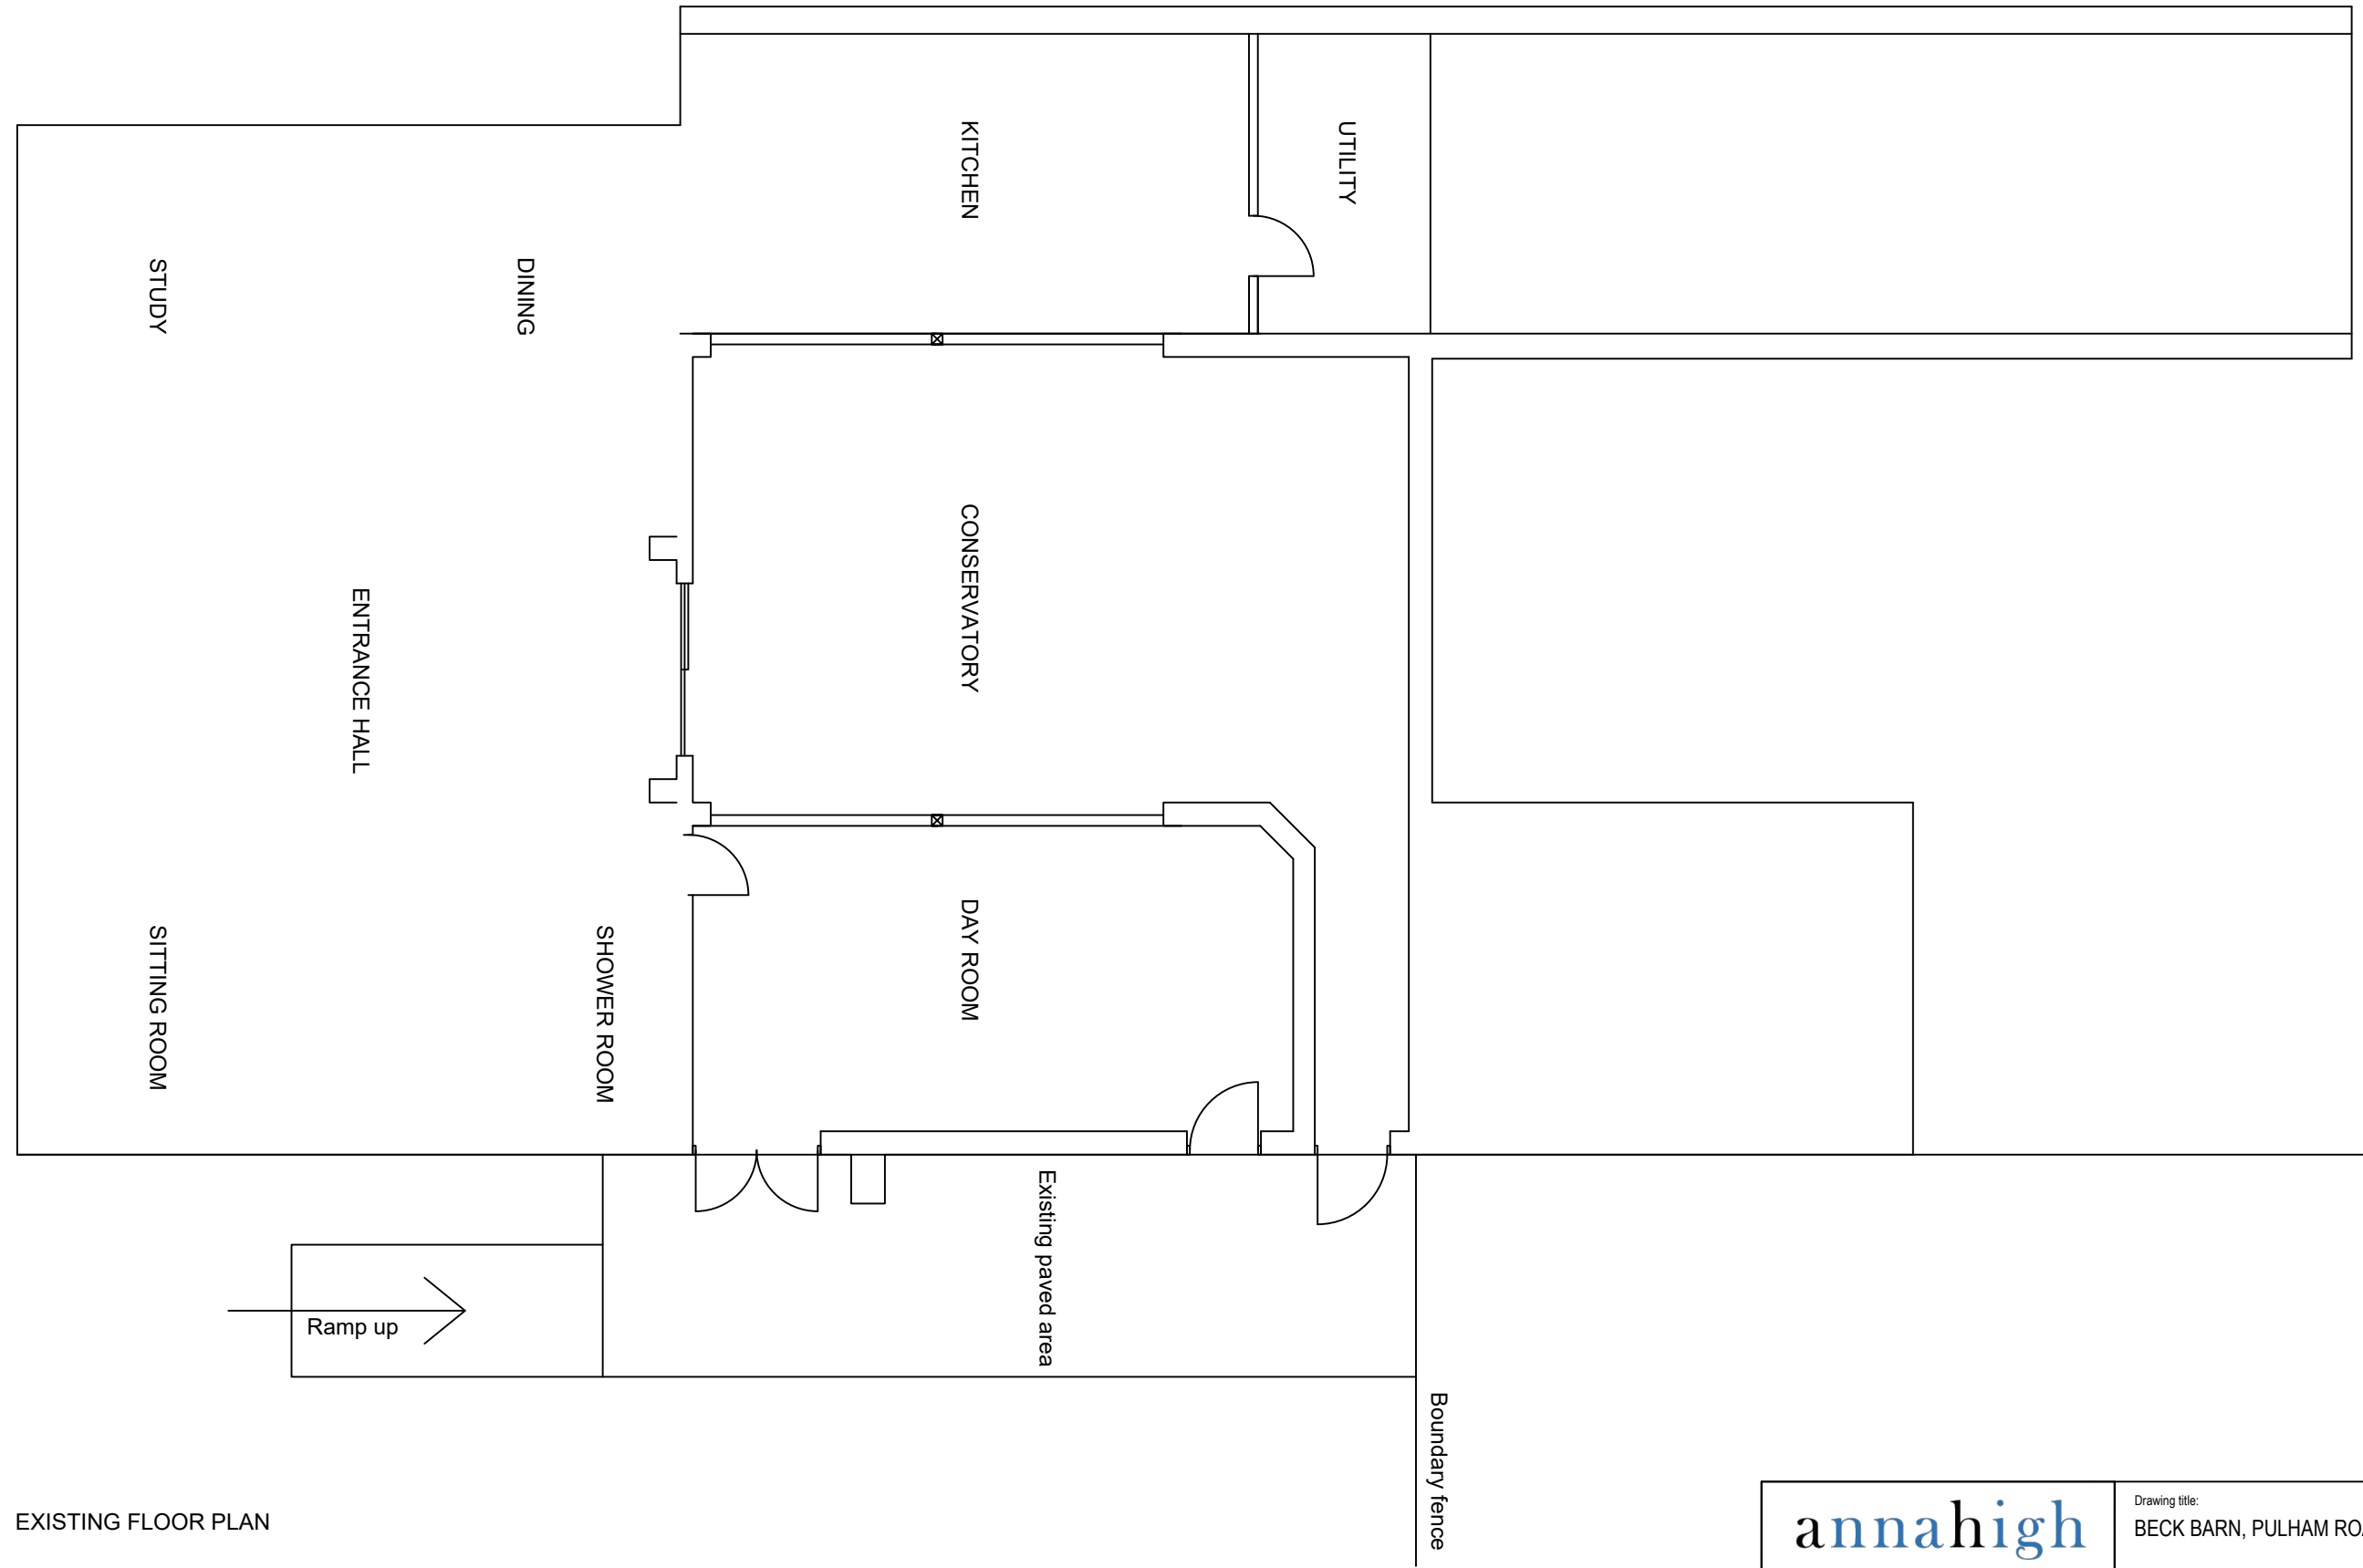 KITCHEN
UTILITY
STUDY
DINING
CONSERVATORY
ENTRANCE HALL
DAY ROOM
SITTING ROOM
SHOWER ROOM
Existing paved area
Ramp up
Boundary fence
EXISTING FLOOR PLAN
annahigh
Drawing title:
BECK BARN, PULHAM